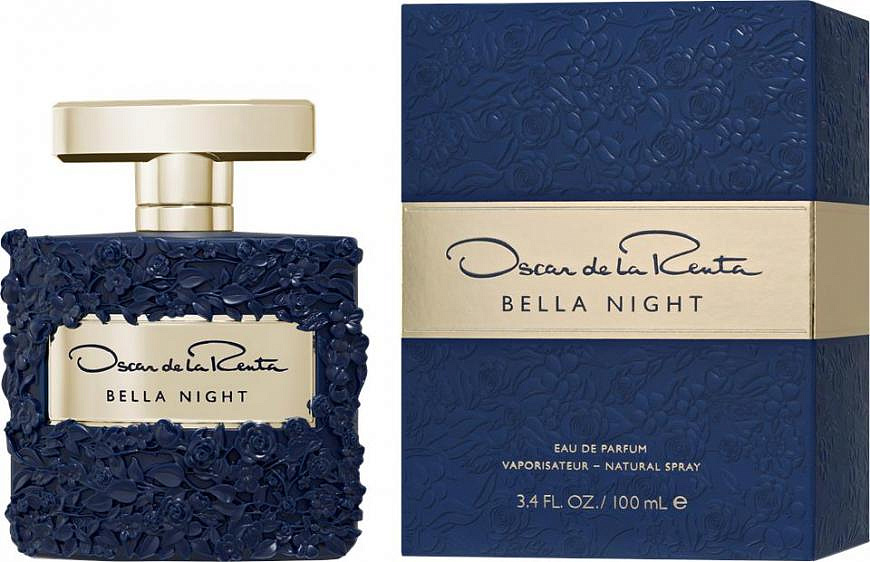 Oscar de la Renta
BELLA NIGHT
Oscar de la Renta
BELLA NIGHT
EAU DE PARFUM
VAPORISATEUR – NATURAL SPRAY
3.4 FL. OZ./ 100 mL ℮